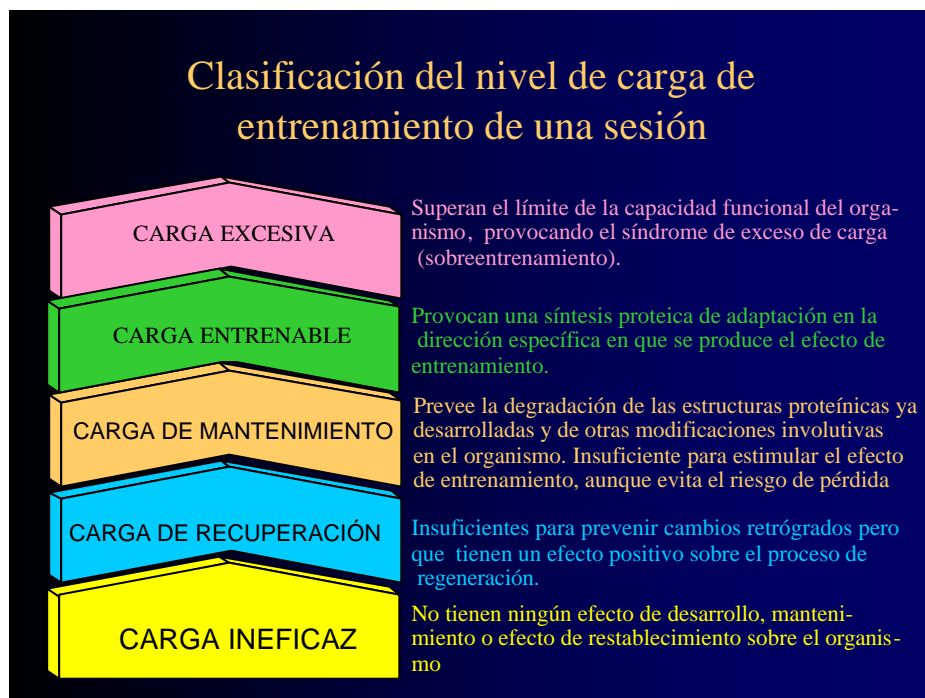 Clasificación del nivel de carga de
entrenamiento de una sesión
CARGA EXCESIVA
Superan el límite de la capacidad funcional del orga-
nismo, provocando el síndrome de exceso de carga
(sobreentrenamiento).
CARGA ENTRENABLE
Provocan una síntesis proteica de adaptación en la
dirección específica en que se produce el efecto de
entrenamiento.
CARGA DE MANTENIMIENTO
Prevee la degradación de las estructuras proteínicas ya
desarrolladas y de otras modificaciones involutivas
en el organismo. Insuficiente para estimular el efecto
de entrenamiento, aunque evita el riesgo de pérdida
CARGA DE RECUPERACIÓN
Insuficientes para prevenir cambios retrógrados pero
que tienen un efecto positivo sobre el proceso de
regeneración.
CARGA INEFICAZ
No tienen ningún efecto de desarrollo, manteni-
miento o efecto de restablecimiento sobre el organis-
mo